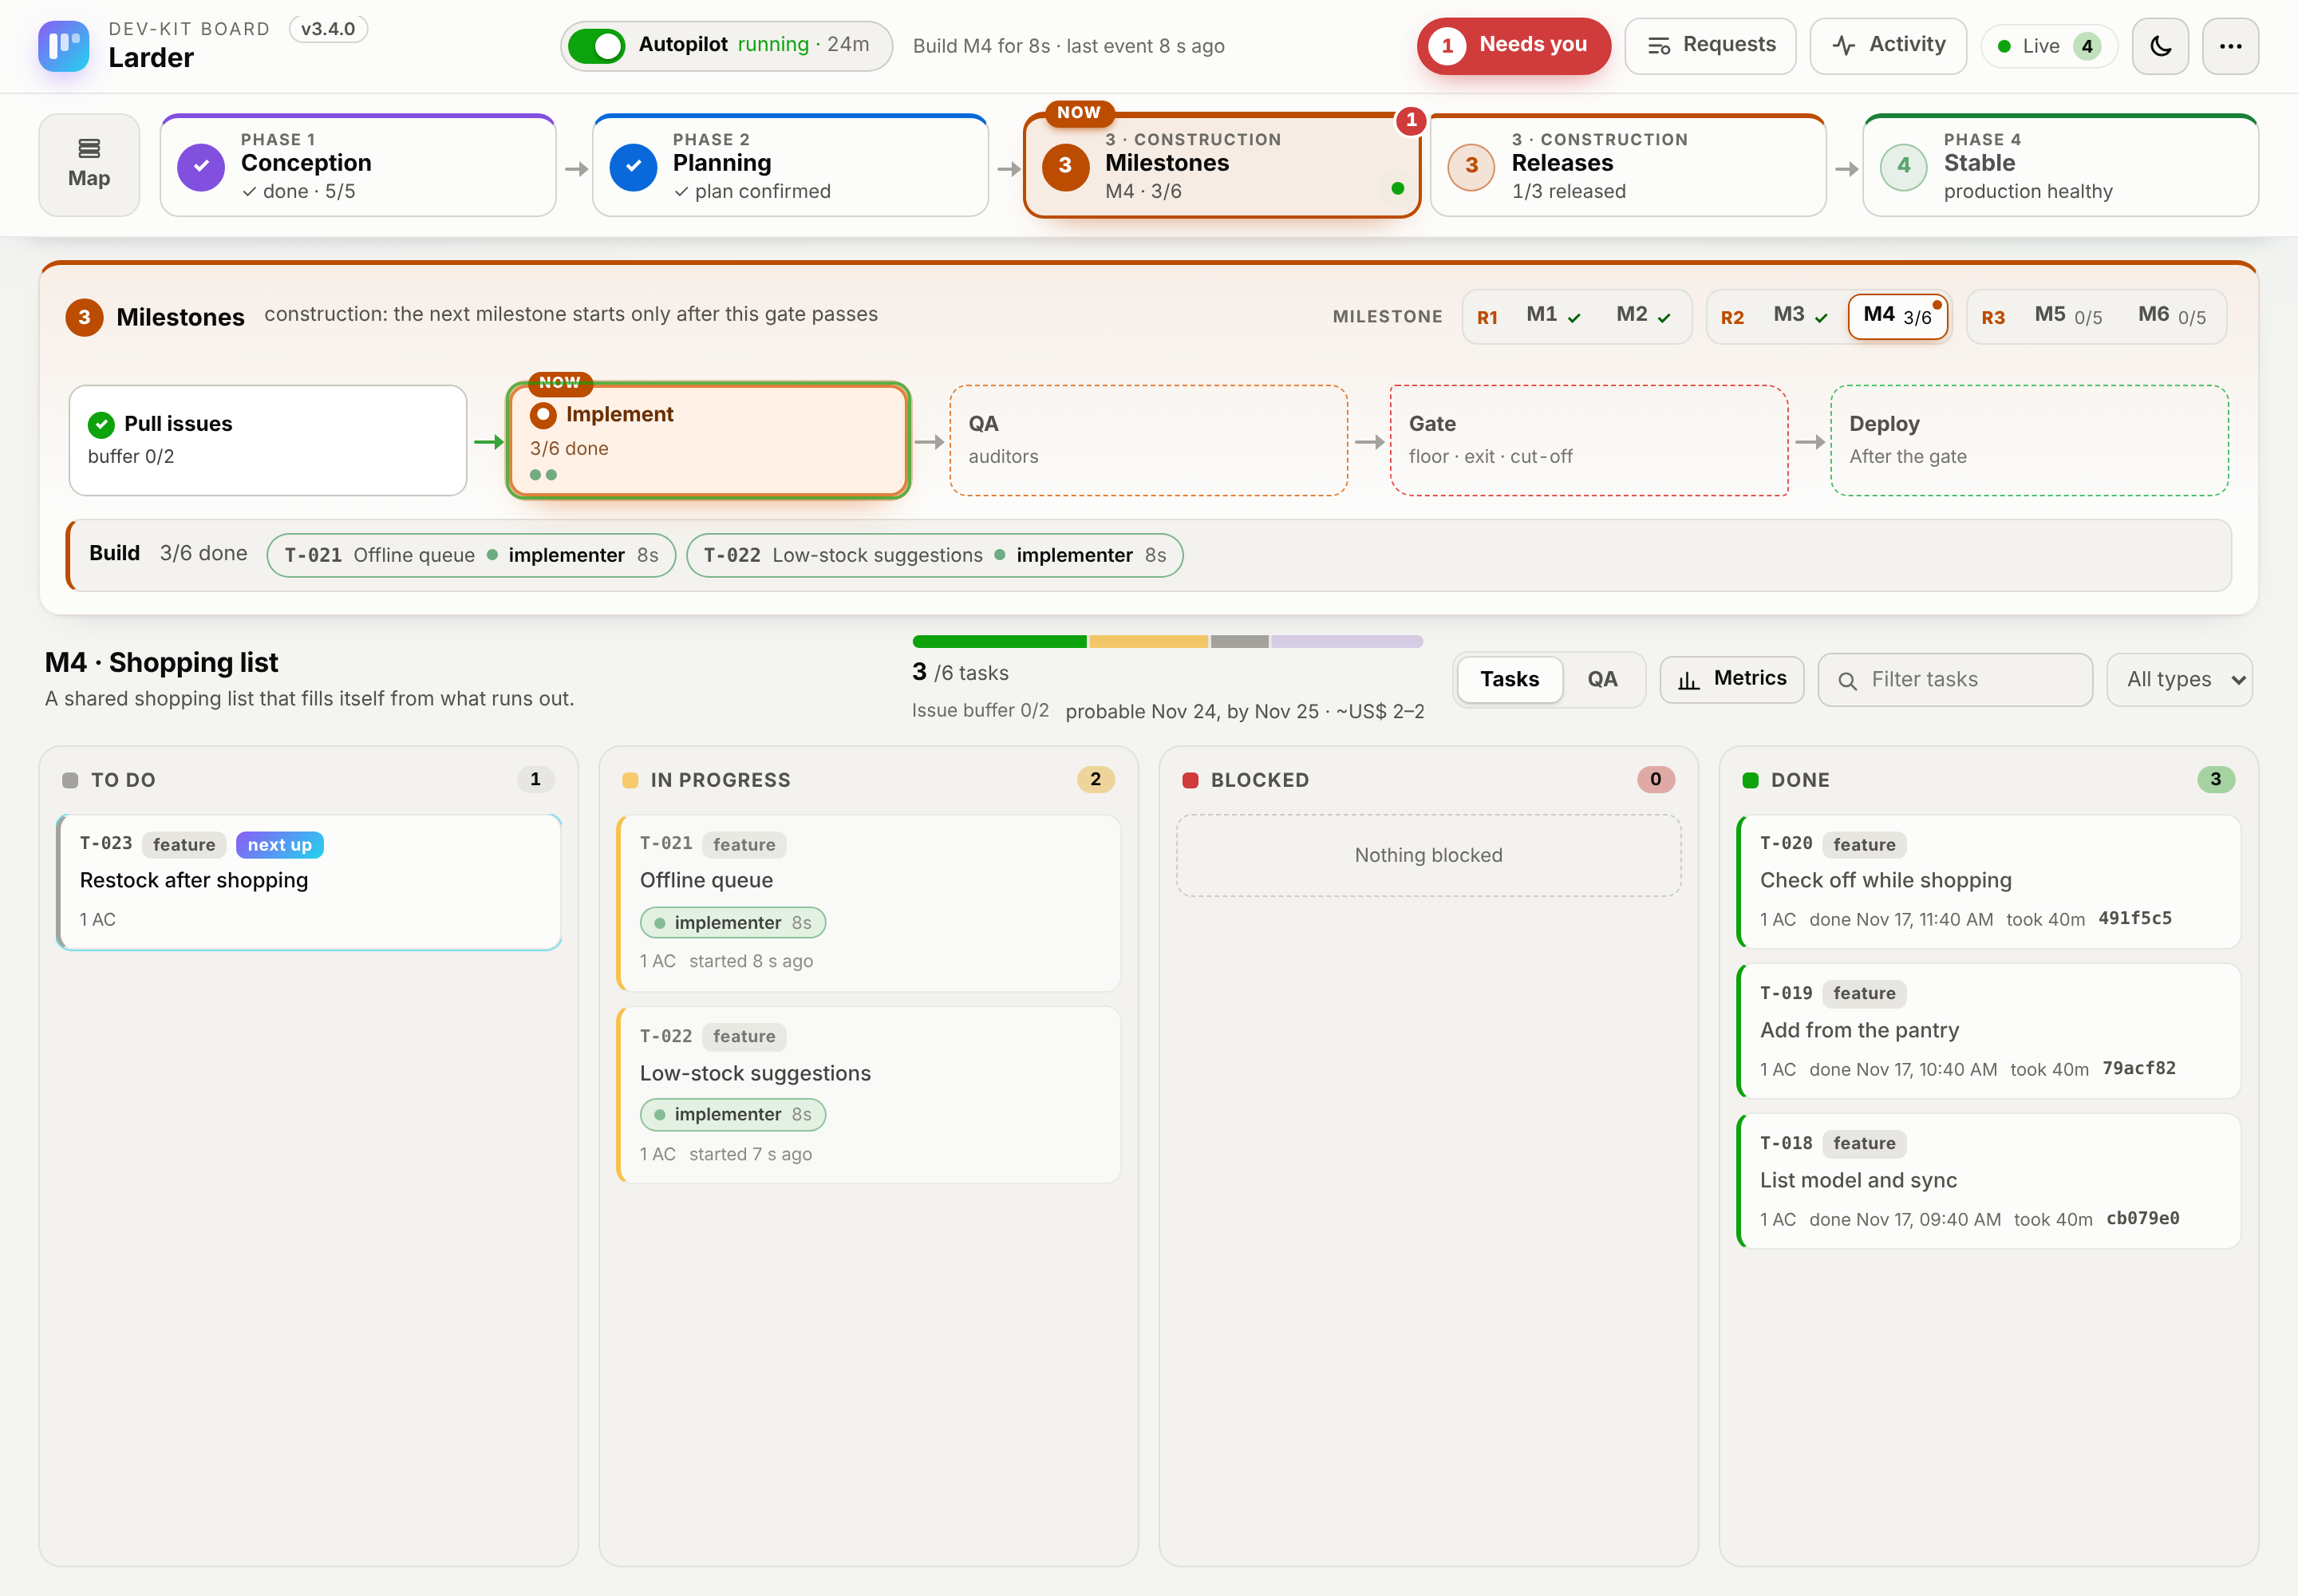 DEV-KIT BOARD v3.4.0
Larder
Autopilot running · 24m
Build M4 for 8s · last event 8 s ago
1 Needs you
Requests
Activity
Live 4
Map
PHASE 1
Conception
done · 5/5
PHASE 2
Planning
plan confirmed
NOW
1
3
3 · CONSTRUCTION
Milestones
M4 · 3/6
3
3 · CONSTRUCTION
Releases
1/3 released
4
PHASE 4
Stable
production healthy
3 Milestones construction: the next milestone starts only after this gate passes
MILESTONE R1 M1 M2 R2 M3 M4 3/6 R3 M5 0/5 M6 0/5
Pull issues
buffer 0/2
NOW
Implement
3/6 done
QA
auditors
Gate
floor · exit · cut-off
Deploy
After the gate
Build 3/6 done T-021 Offline queue implementer 8s T-022 Low-stock suggestions implementer 8s
M4 · Shopping list
A shared shopping list that fills itself from what runs out.
3 /6 tasks
Issue buffer 0/2 probable Nov 24, by Nov 25 · ~US$ 2–2
Tasks QA Metrics Filter tasks All types
TO DO 1
T-023 feature next up
Restock after shopping
1 AC
IN PROGRESS 2
T-021 feature
Offline queue
implementer 8s
1 AC started 8 s ago
T-022 feature
Low-stock suggestions
implementer 8s
1 AC started 7 s ago
BLOCKED 0
Nothing blocked
DONE 3
T-020 feature
Check off while shopping
1 AC done Nov 17, 11:40 AM took 40m 491f5c5
T-019 feature
Add from the pantry
1 AC done Nov 17, 10:40 AM took 40m 79acf82
T-018 feature
List model and sync
1 AC done Nov 17, 09:40 AM took 40m cb079e0